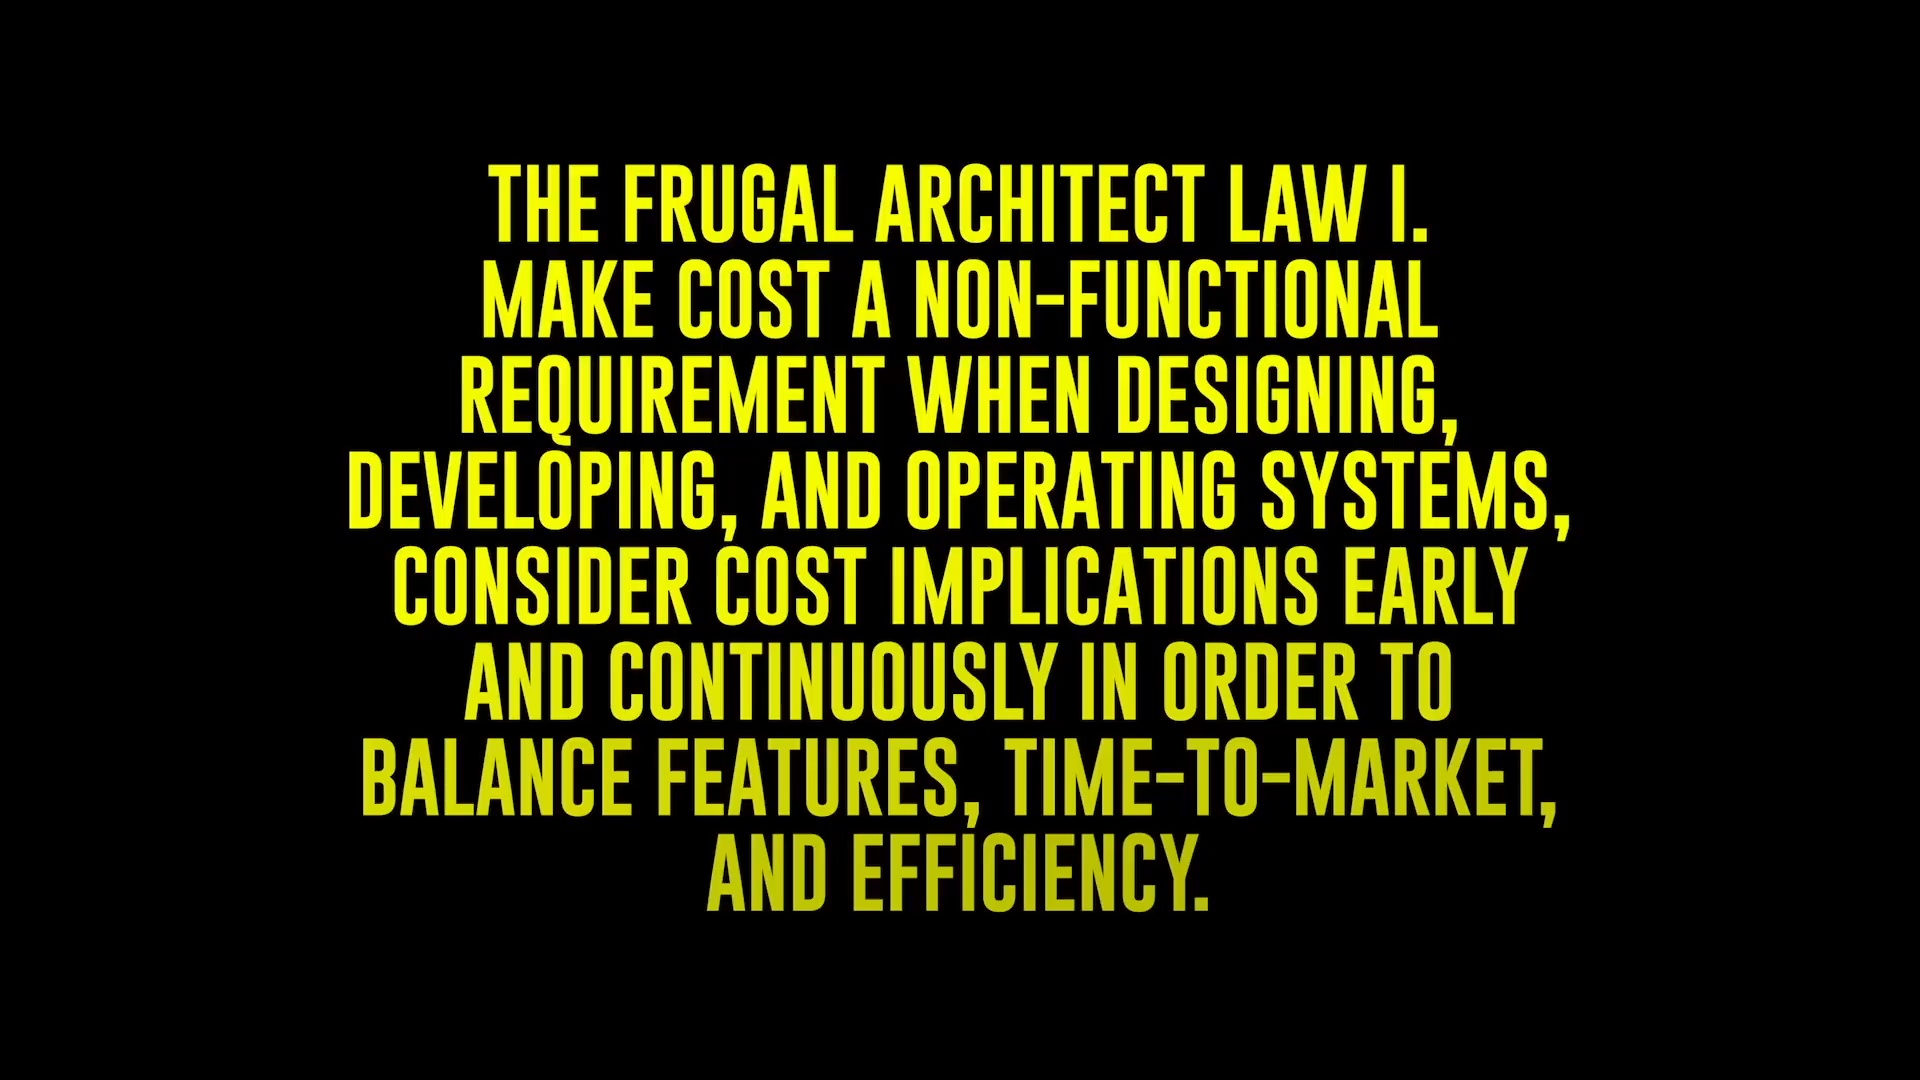 THE FRUGAL ARCHITECT LAW I.
MAKE COST A NON-FUNCTIONAL
REQUIREMENT WHEN DESIGNING,
DEVELOPING, AND OPERATING SYSTEMS,
CONSIDER COST IMPLICATIONS EARLY
AND CONTINUOUSLY IN ORDER TO
BALANCE FEATURES, TIME-TO-MARKET,
AND EFFICIENCY.